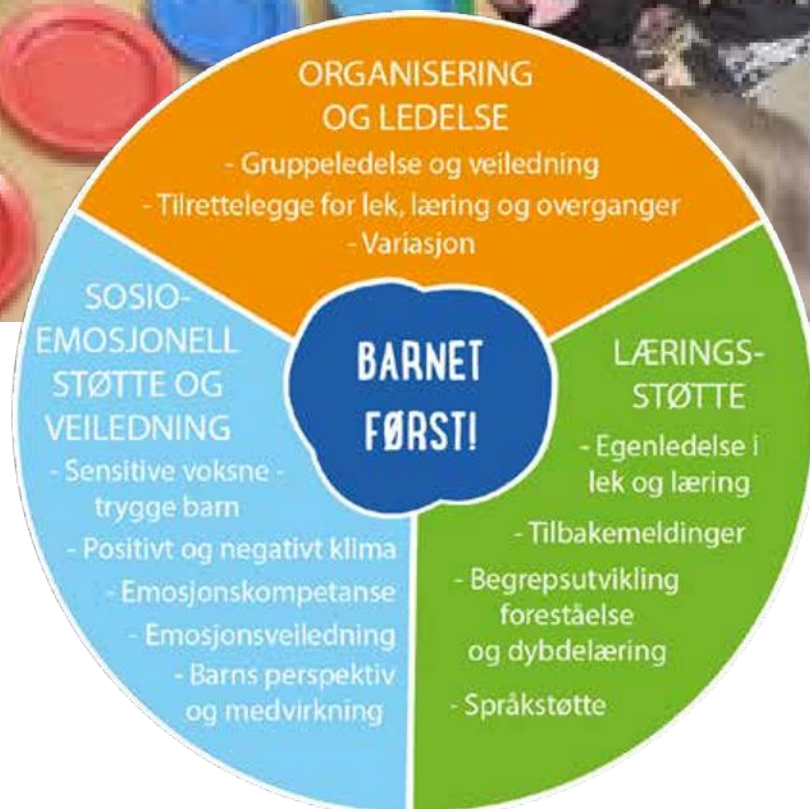 ORGANISERING
OG LEDELSE
- Gruppeledelse og veiledning
- Tilrettelegge for lek, læring og overganger
- Variasjon
SOSIO-
EMOSJONELL
STØTTE OG
VEILEDNING
- Sensitive voksne -
trygge barn
- Positivt og negativt klima
- Emosjonskompetanse
- Emosjonsveiledning
- Barns perspektiv
og medvirkning
BARNET
FØRST!
LÆRINGS-
STØTTE
- Egenledelse i
lek og læring
- Tilbakemeldinger
- Begrepsutvikling
foreståelse
og dybdelæring
- Språkstøtte